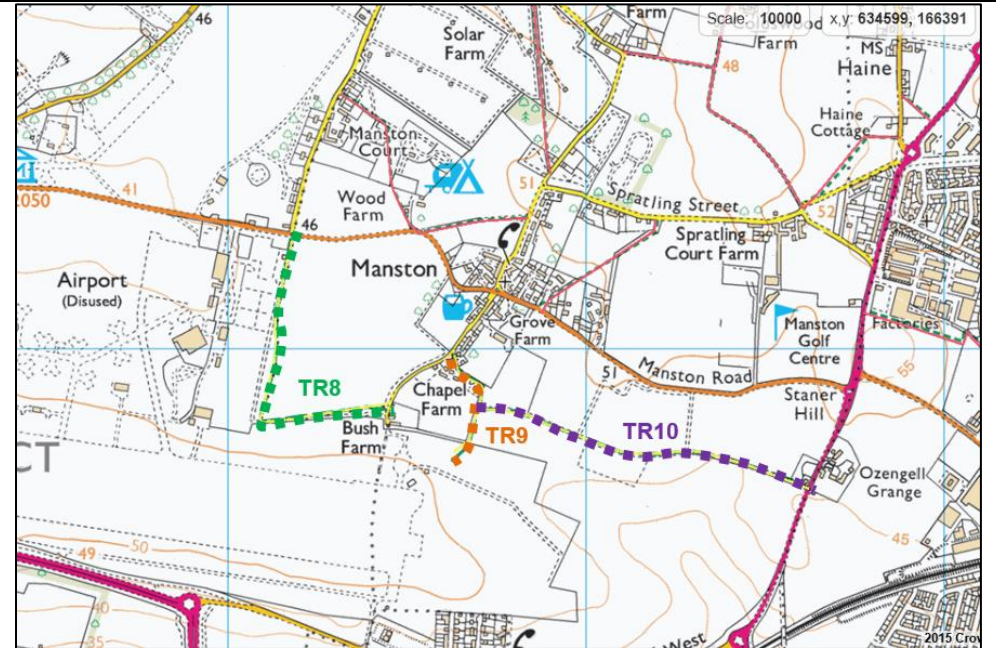 Scale: 10000
x,y: 634599, 166391
46
Farm
Farm
Solar
Farm
MS
Haine
48
Haine
Cottage
Manston
Court
51
41
2050
Wood
Farm
Spratling Street
52
46
Spratling
Court Farm
Manston
Airport
(Disused)
Grove
Farm
Manston
Golf
Centre
Factories
55
51
Manston Road
TR8
Chapel
Farm
Staner
Hill
Bush
Farm
TR9
TR10
CT
Ozengell
Grange
45
49
50
40
35
West
2015 Cro